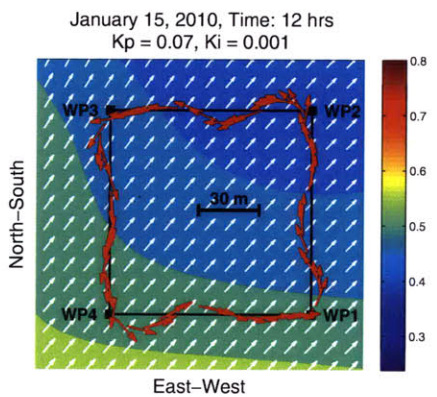 January 15, 2010, Time: 12 hrs
Kp = 0.07, Ki = 0.001
WP3
WP2
30 m
WP4
WP1
North-South
East-West
0.8
0.7
0.6
0.5
0.4
0.3